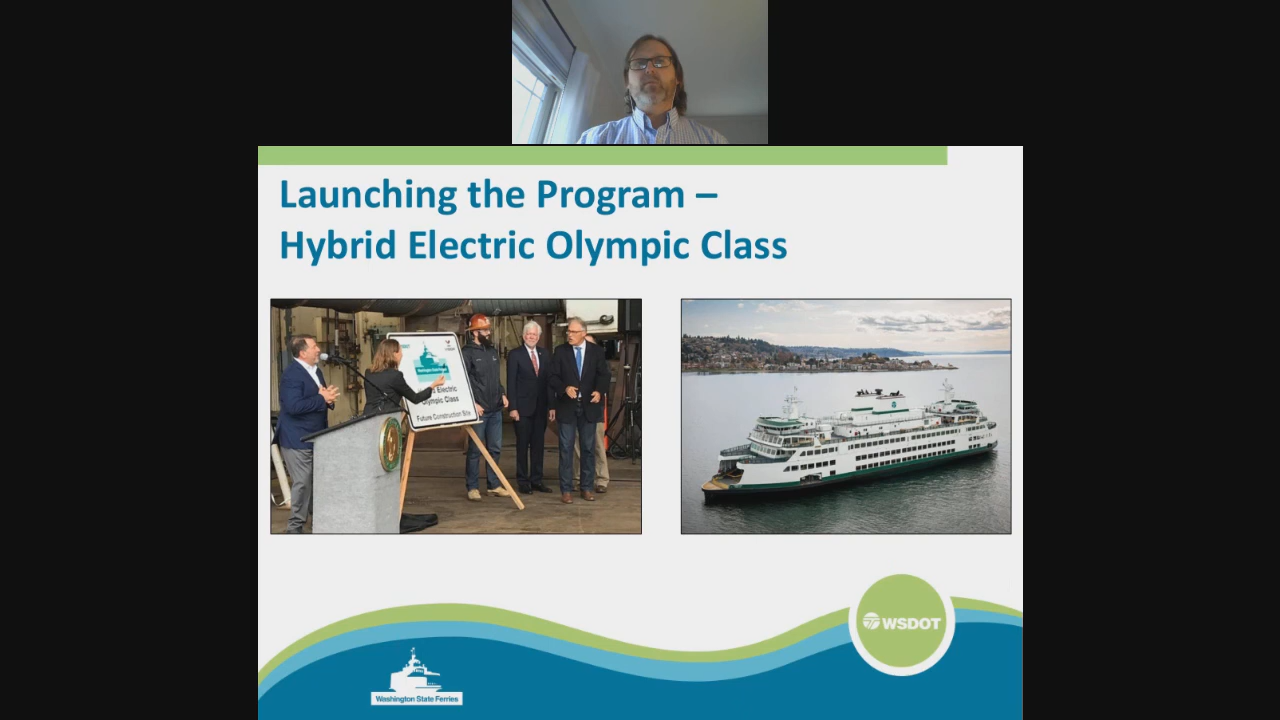 Launching the Program –
Hybrid Electric Olympic Class
Electric
Olympic Class
Future Construction Site
WSDOT
Washington State Ferries